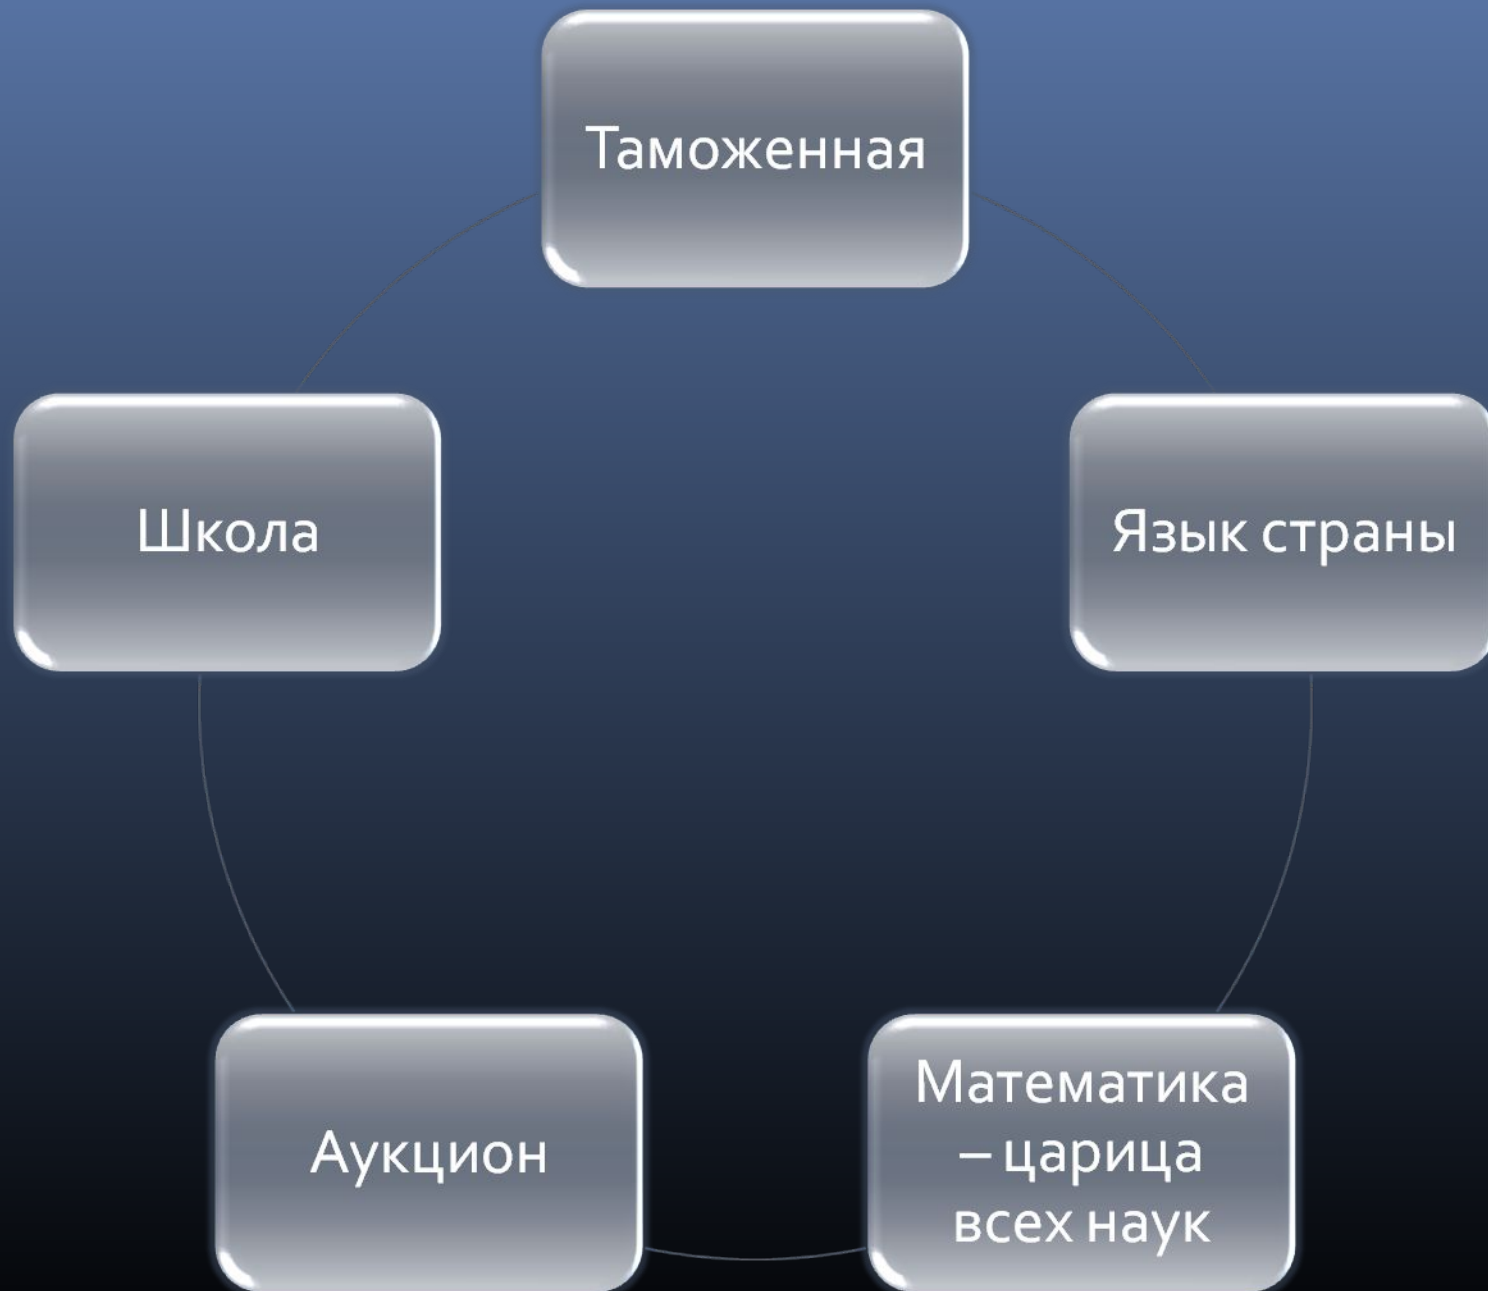 Таможенная
Школа
Язык страны
Аукцион
Математика
– царица
всех наук